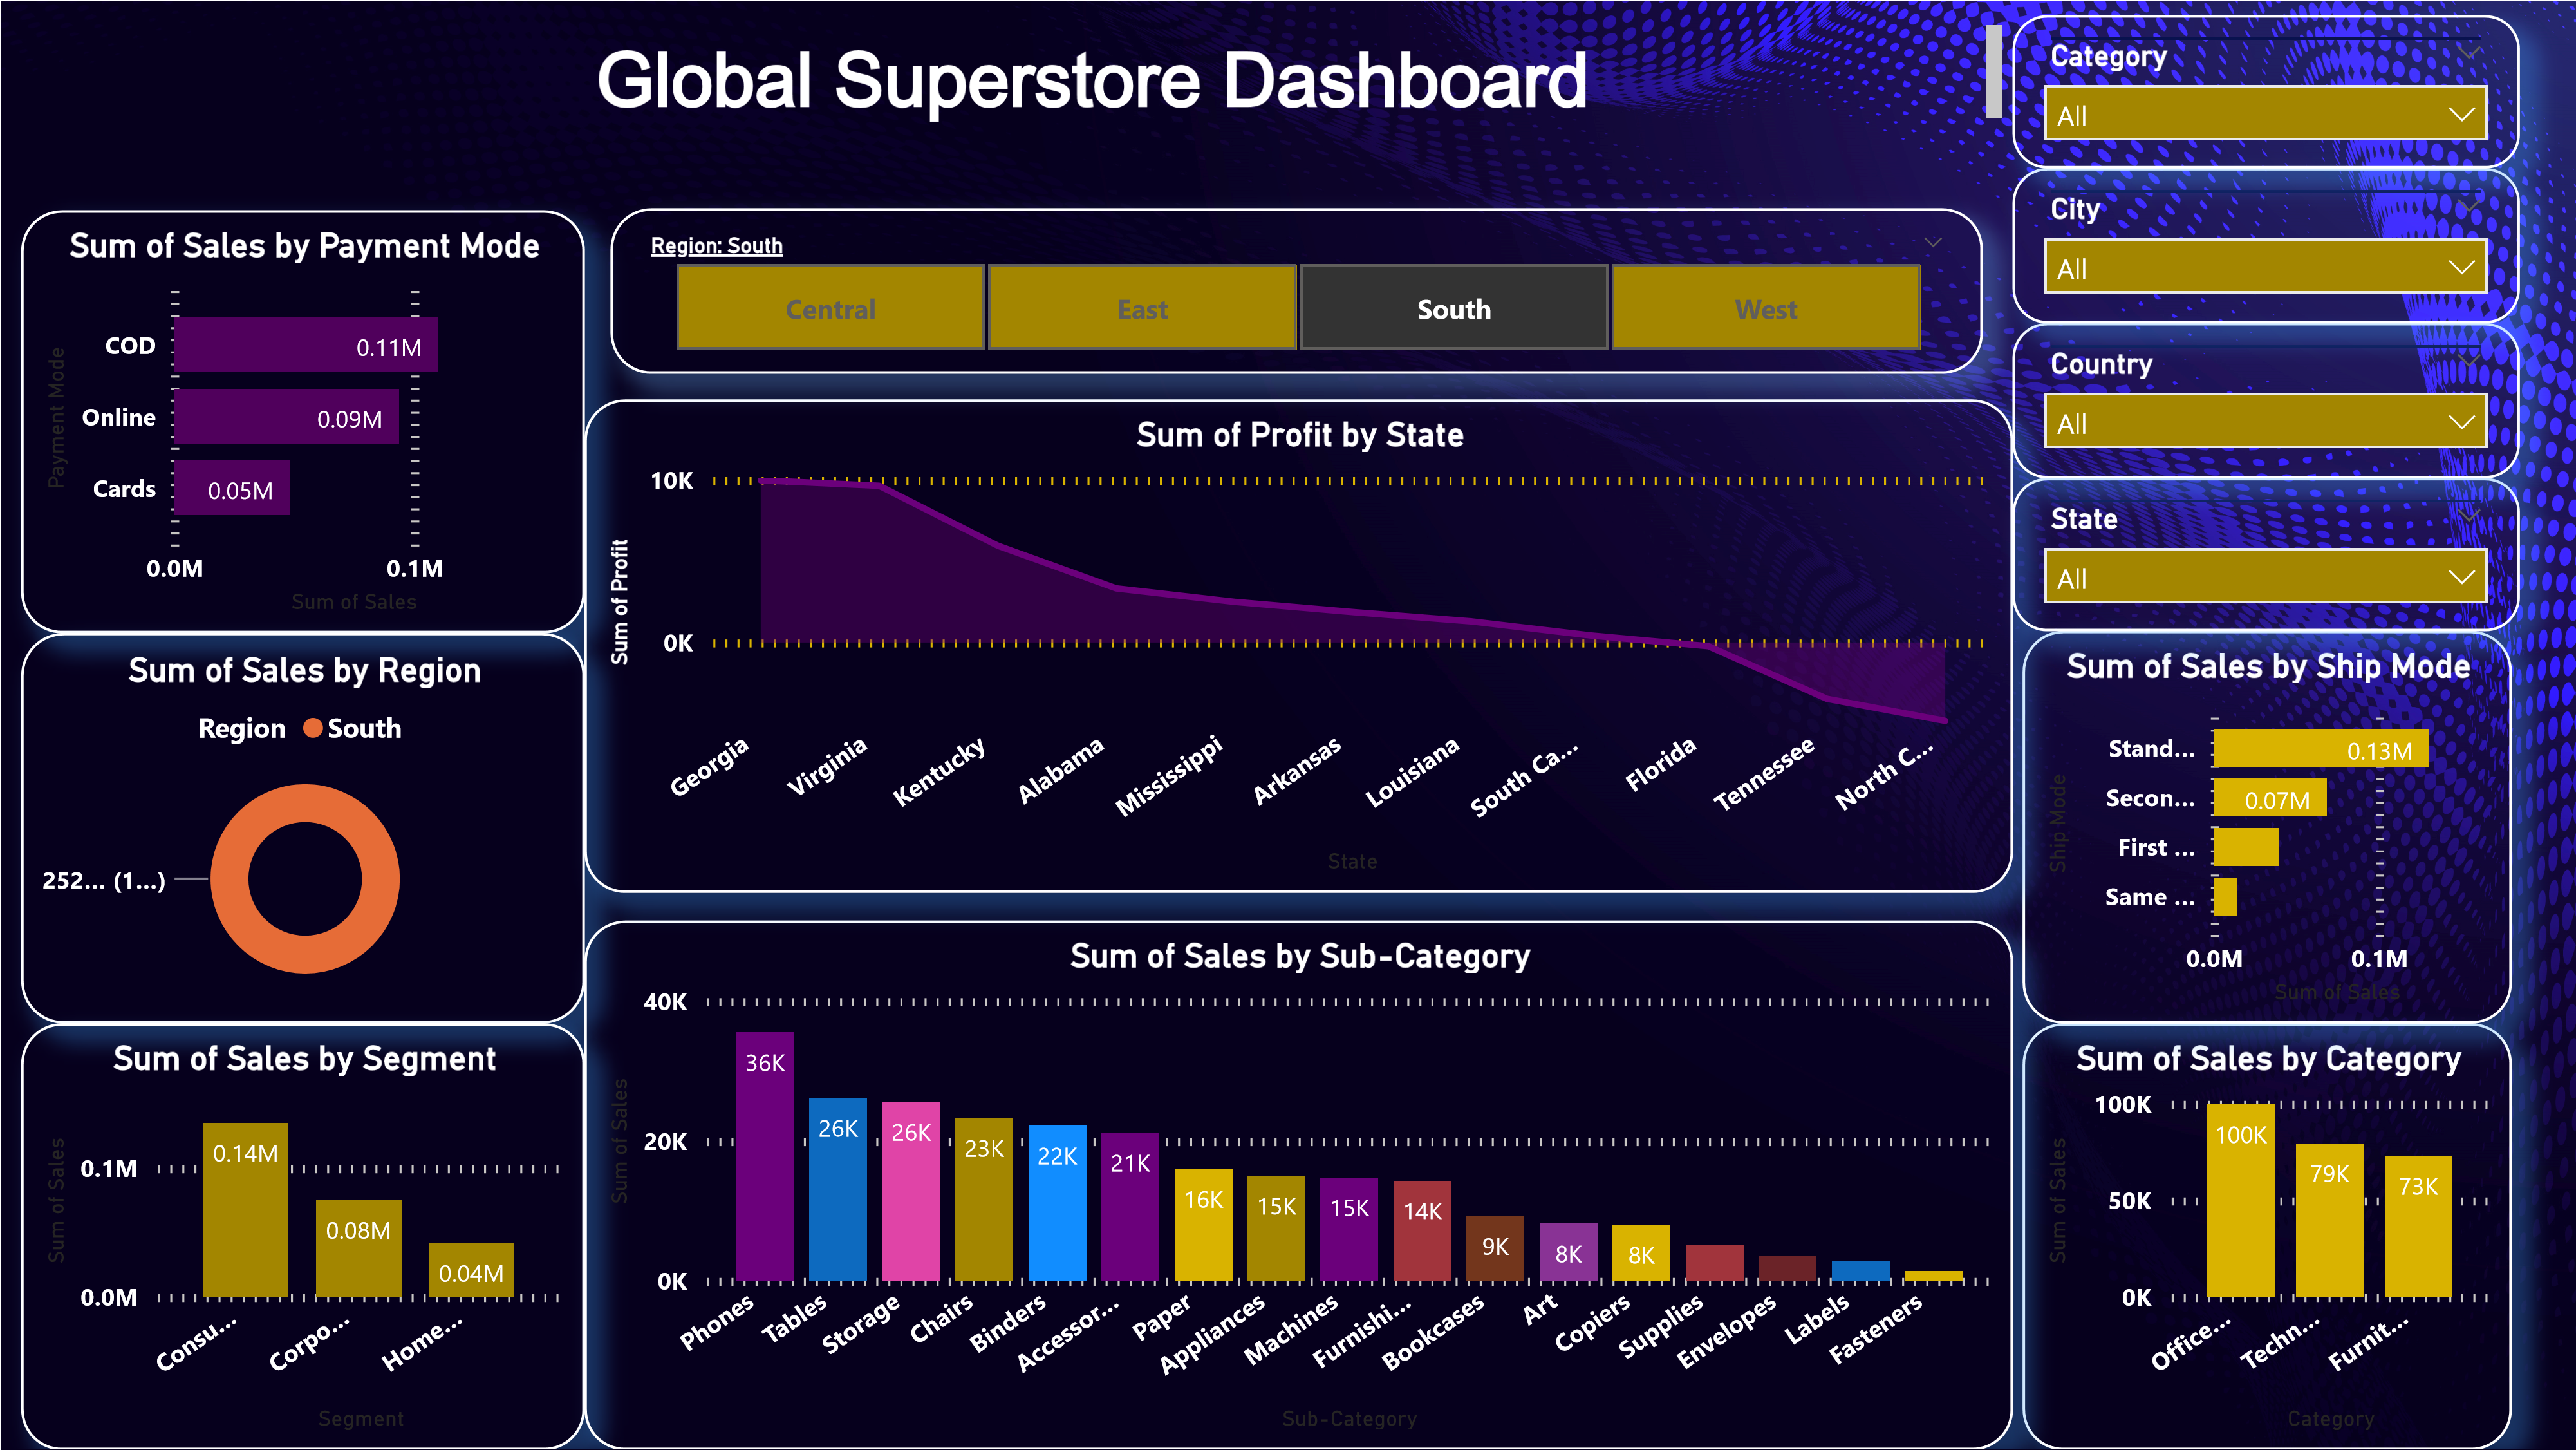 Global Superstore Dashboard
Category
All
City
All
Country
All
State
All
Region: South
Central
East
South
West
Sum of Sales by Payment Mode
Payment Mode
COD
0.11M
Online
0.09M
Cards
0.05M
0.0M
0.1M
Sum of Sales
Sum of Sales by Region
Region
South
252... (1...)
Sum of Sales by Segment
Sum of Sales
0.1M
0.0M
0.14M
0.08M
0.04M
Consu...
Corpo...
Home...
Segment
Sum of Profit by State
Sum of Profit
10K
0K
Georgia
Virginia
Kentucky
Alabama
Mississippi
Arkansas
Louisiana
South Ca...
Florida
Tennessee
North C...
State
Sum of Sales by Sub-Category
Sum of Sales
40K
20K
0K
36K
26K
26K
23K
22K
21K
16K
15K
15K
14K
9K
8K
8K
Phones
Tables
Storage
Chairs
Binders
Accessor...
Paper
Appliances
Machines
Furnishi...
Bookcases
Art
Copiers
Supplies
Envelopes
Labels
Fasteners
Sub-Category
Sum of Sales by Ship Mode
Ship Mode
Stand...
0.13M
Secon...
0.07M
First ...
Same ...
0.0M
0.1M
Sum of Sales
Sum of Sales by Category
Sum of Sales
100K
50K
0K
100K
79K
73K
Office...
Techn...
Furnit...
Category